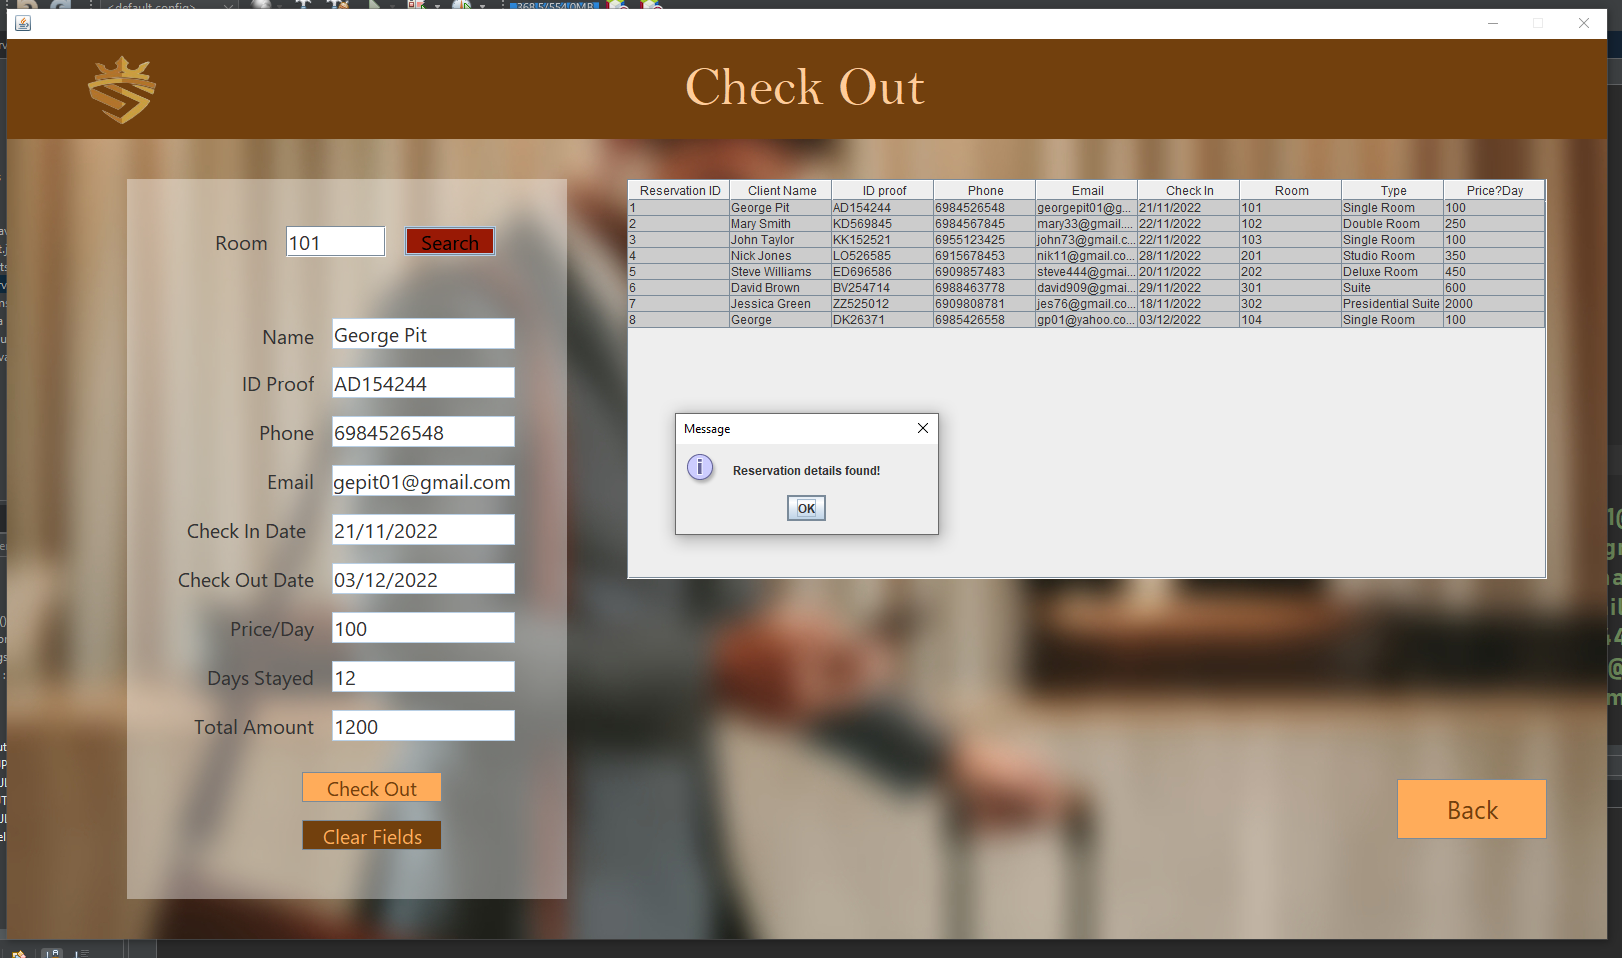 <default config>
368,5/554,0MB
Check Out
Room 101 Search
Name George Pit
ID Proof AD154244
Phone 6984526548
Email gepit01@gmail.com
Check In Date 21/11/2022
Check Out Date 03/12/2022
Price/Day 100
Days Stayed 12
Total Amount 1200
Check Out
Clear Fields
Reservation ID Client Name ID proof Phone Email Check In Room Type Price?Day
1 George Pit AD154244 6984526548 georgepit01@g... 21/11/2022 101 Single Room 100
2 Mary Smith KD569845 6984567845 mary33@gmail.... 22/11/2022 102 Double Room 250
3 John Taylor KK152521 6955123425 john73@gmail.c... 22/11/2022 103 Single Room 100
4 Nick Jones LO526585 6915678453 nik11@gmail.co... 28/11/2022 201 Studio Room 350
5 Steve Williams ED696586 6909857483 steve444@gmai... 20/11/2022 202 Deluxe Room 450
6 David Brown BV254714 6988463778 david909@gmai... 29/11/2022 301 Suite 600
7 Jessica Green ZZ525012 6909808781 jes76@gmail.co... 18/11/2022 302 Presidential Suite 2000
8 George DK26371 6985426558 gp01@yahoo.co... 03/12/2022 104 Single Room 100
Message
Reservation details found!
OK
Back